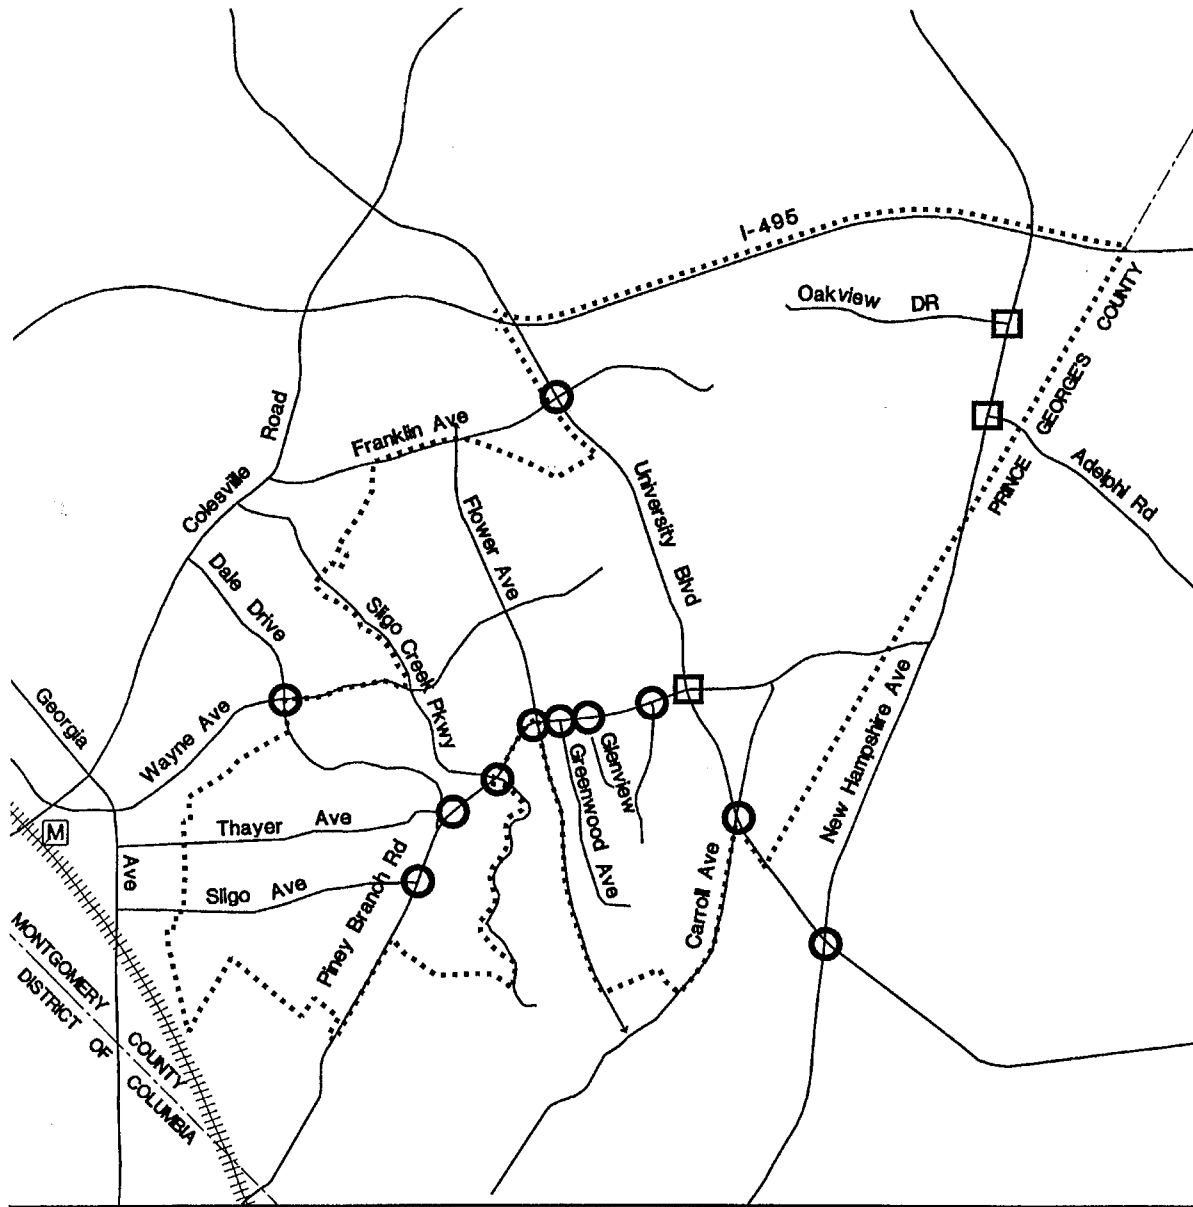 I-495
Oakview DR
PRINCE GEORGE'S COUNTY
Colesville Road
Franklin Ave
Adelphi Rd
University Blvd
Flower Ave
Dale Drive
Sligo Creek Pkwy
Georgia Ave
Wayne Ave
New Hampshire Ave
Glenview
Greenwood Ave
M
Thayer Ave
Sligo Ave
Piney Branch Rd
Carroll Ave
MONTGOMERY COUNTY
DISTRICT OF COLUMBIA